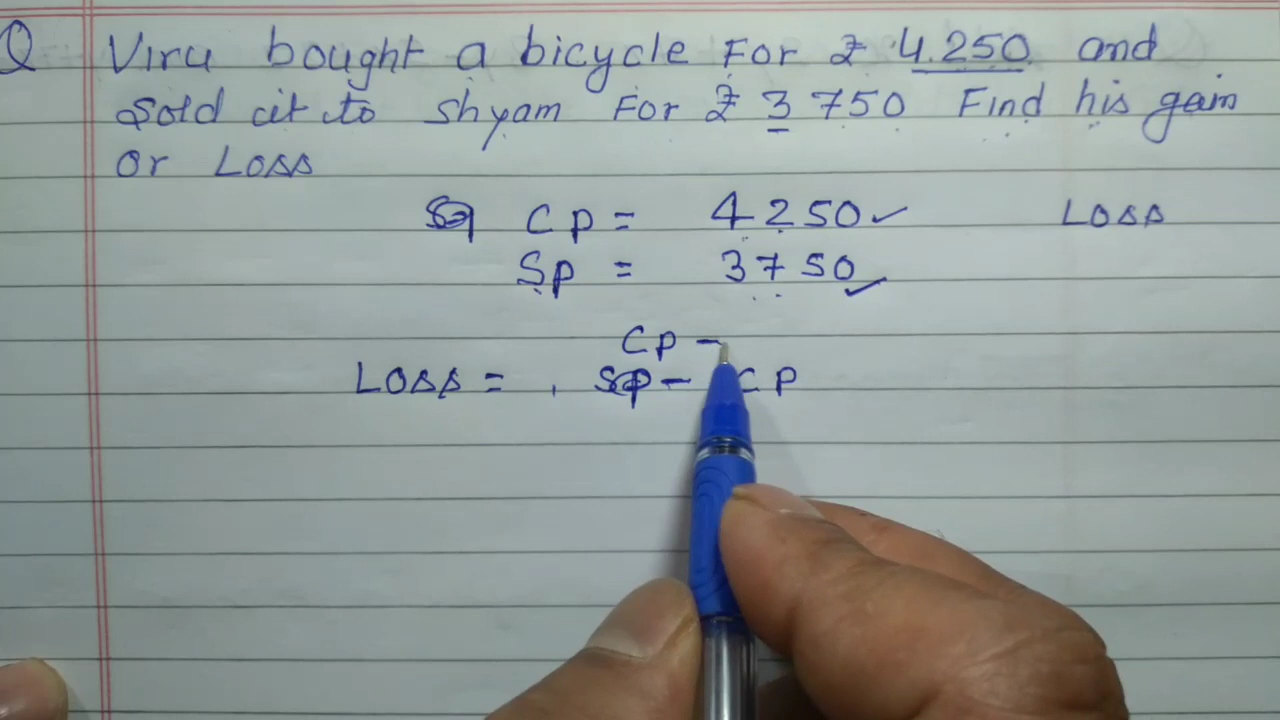 Q Viru bought a bicycle For ₹ 4250 and
Sold it to Shyam For ₹ 3750 Find his gain
or Loss
CP = 4250 ✓ Loss
SP = 3750 ✓
CP -
Loss = SP - CP